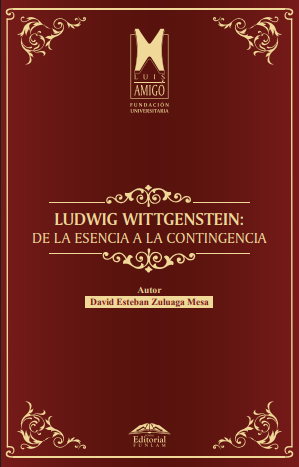 LUIS
AMIGÓ
FUNDACIÓN
UNIVERSITARIA
LUDWIG WITTGENSTEIN:
DE LA ESENCIA A LA CONTINGENCIA
Autor
David Esteban Zuluaga Mesa
Editorial
FUNLAM